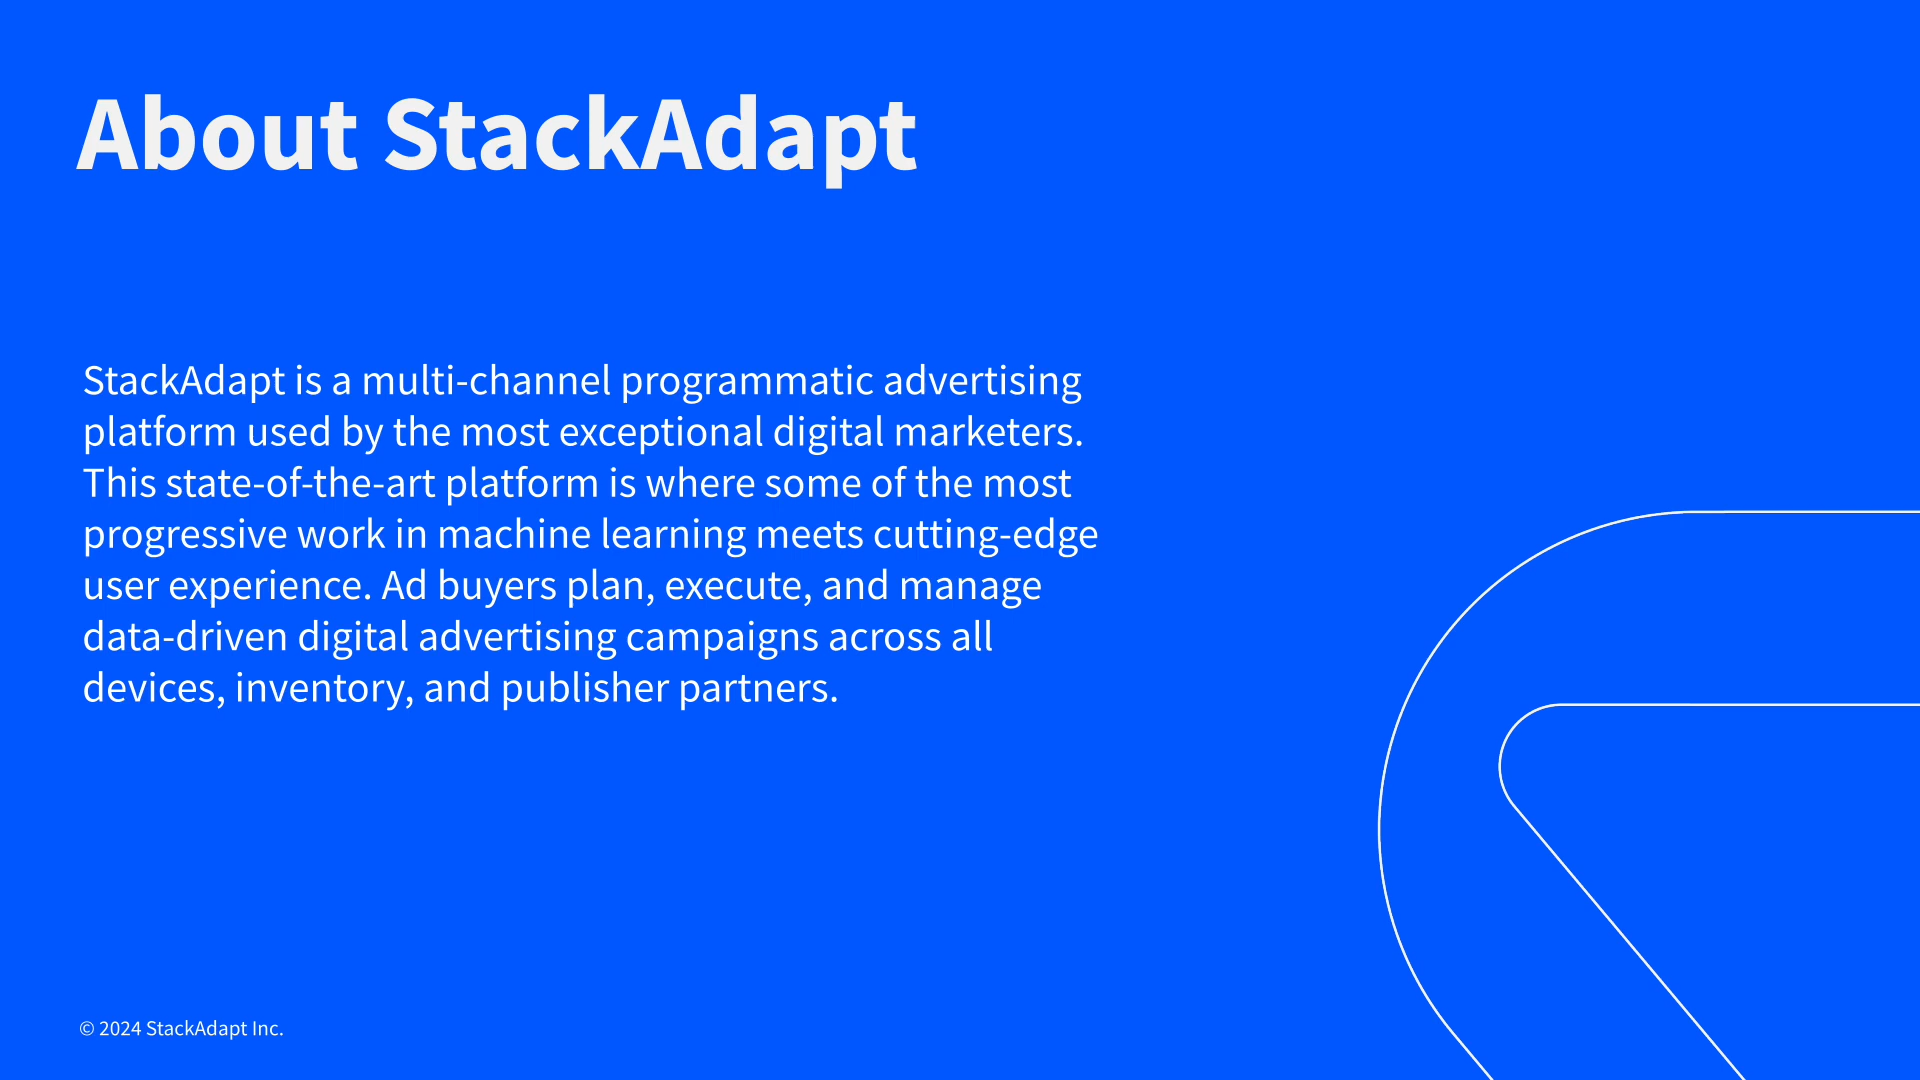 About StackAdapt
StackAdapt is a multi-channel programmatic advertising
platform used by the most exceptional digital marketers.
This state-of-the-art platform is where some of the most
progressive work in machine learning meets cutting-edge
user experience. Ad buyers plan, execute, and manage
data-driven digital advertising campaigns across all
devices, inventory, and publisher partners.
© 2024 StackAdapt Inc.